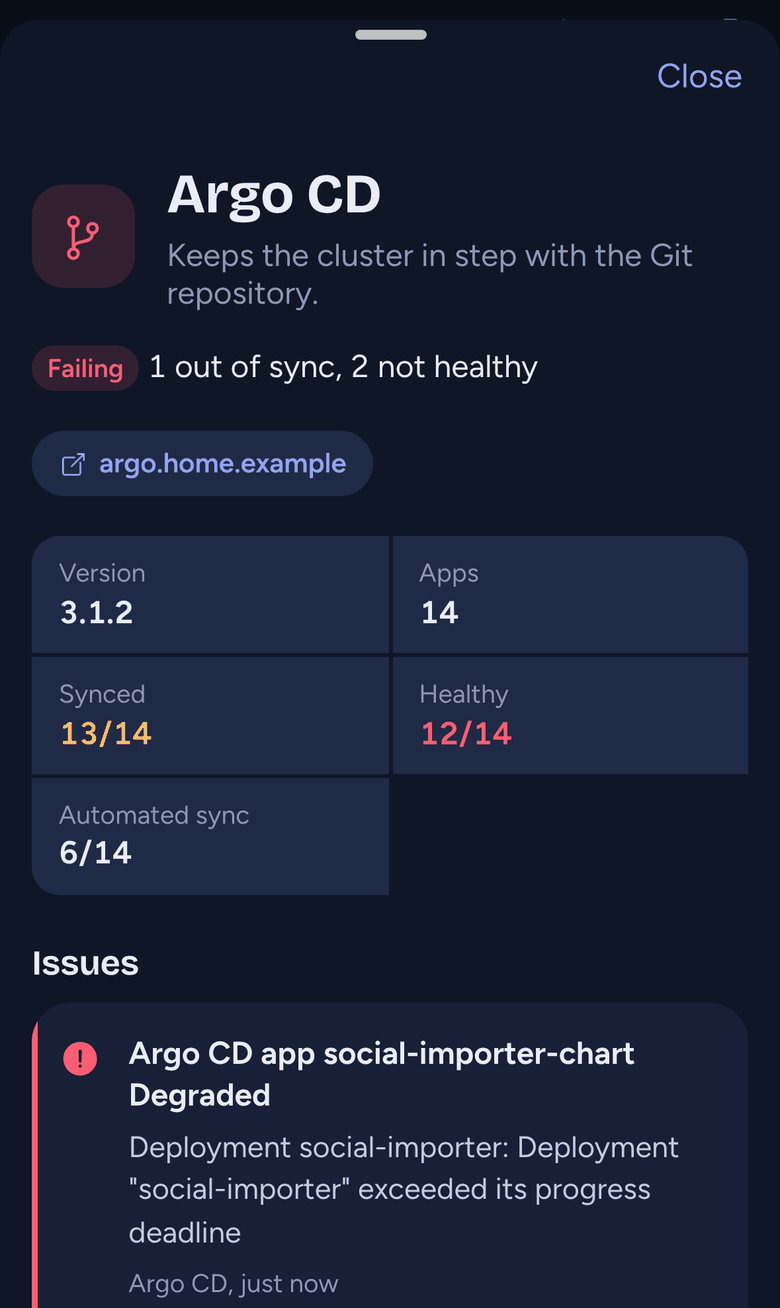 Close
Argo CD
Keeps the cluster in step with the Git
repository.
Failing 1 out of sync, 2 not healthy
argo.home.example
Version
3.1.2
Apps
14
Synced
13/14
Healthy
12/14
Automated sync
6/14
Issues
Argo CD app social-importer-chart
Degraded
Deployment social-importer: Deployment
"social-importer" exceeded its progress
deadline
Argo CD, just now